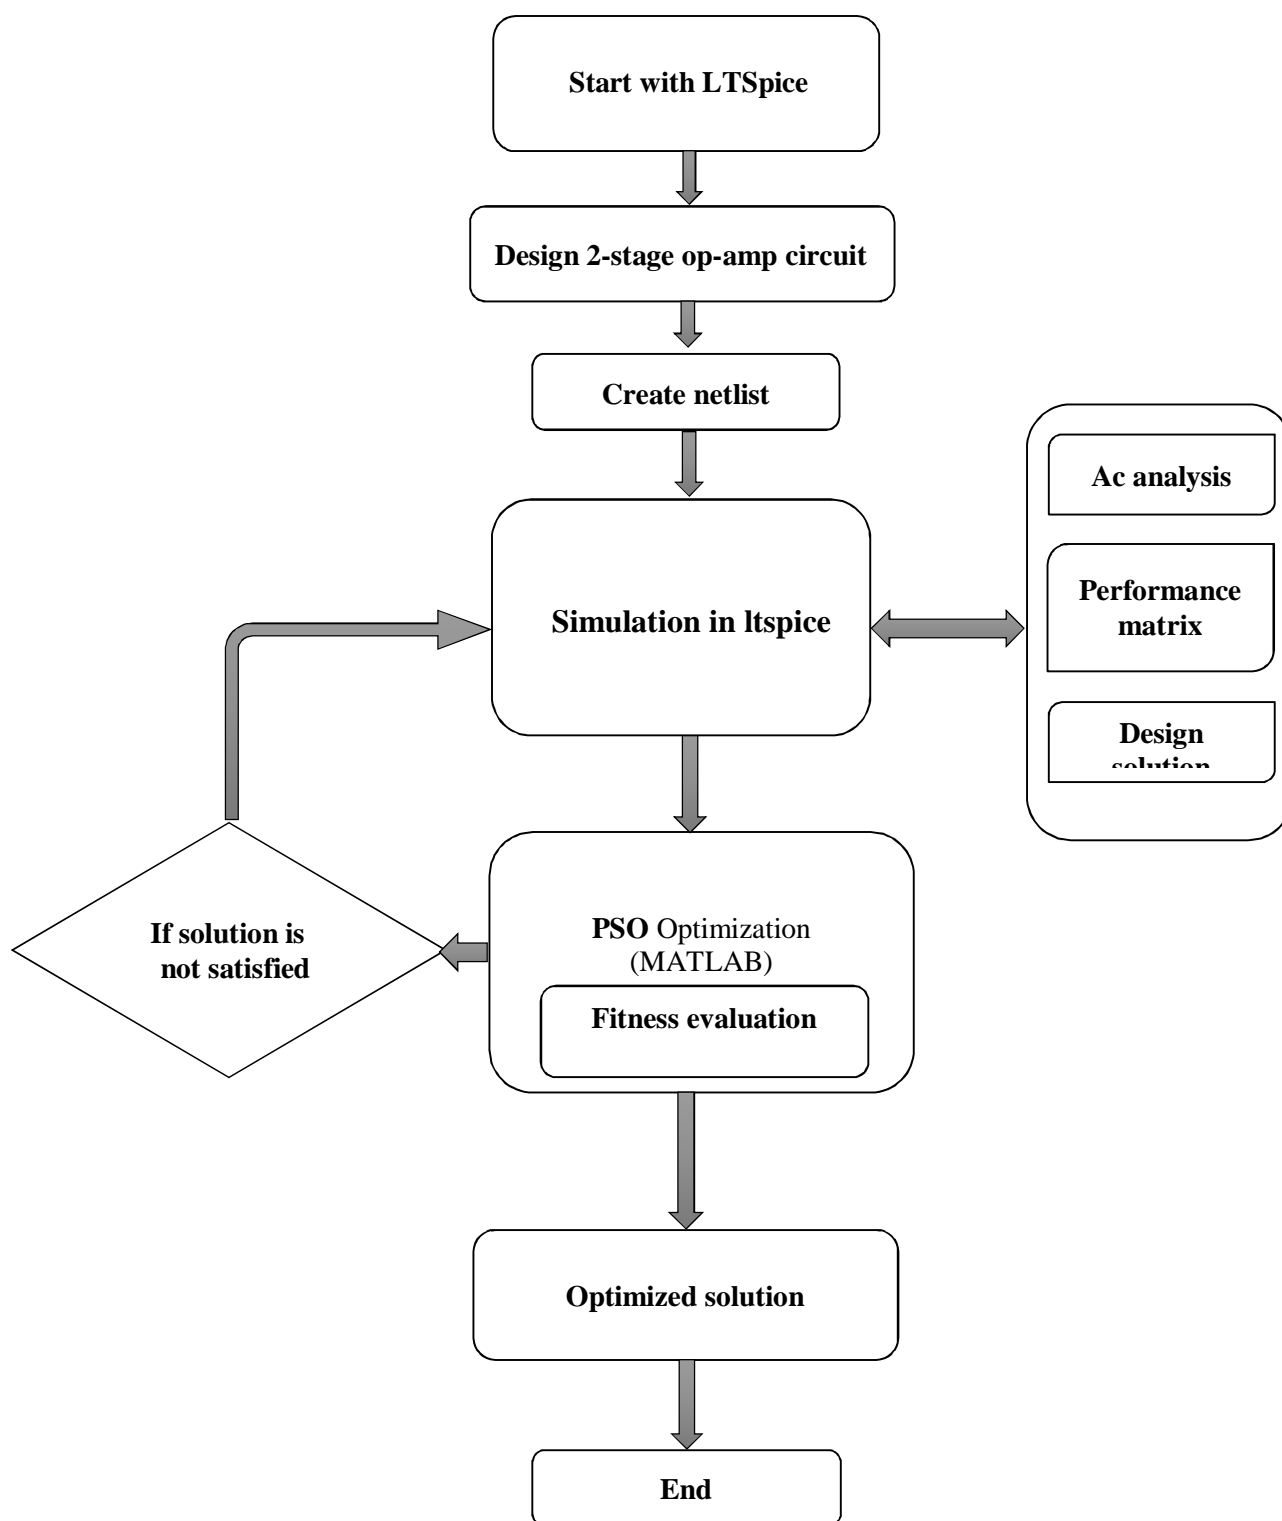 Start with LTSpice
Design 2-stage op-amp circuit
Create netlist
Ac analysis
Performance
matrix
Design
solution
Simulation in ltspice
If solution is
not satisfied
PSO Optimization
(MATLAB)
Fitness evaluation
Optimized solution
End